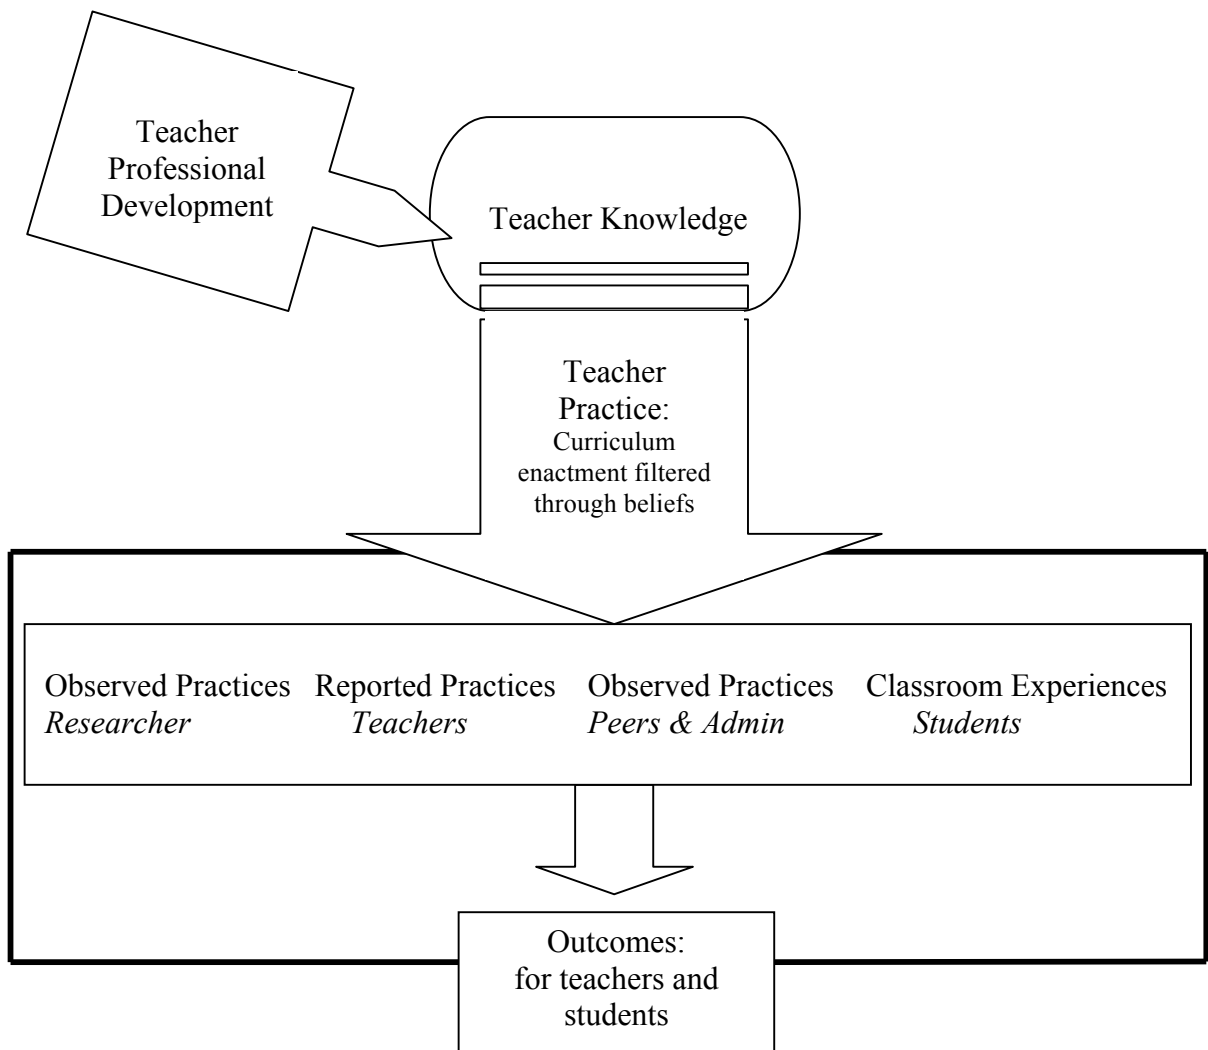 Teacher
Professional
Development
Teacher Knowledge
Teacher
Practice:
Curriculum
enactment filtered
through beliefs
Observed Practices Reported Practices Observed Practices Classroom Experiences
Researcher Teachers Peers & Admin Students
Outcomes:
for teachers and
students